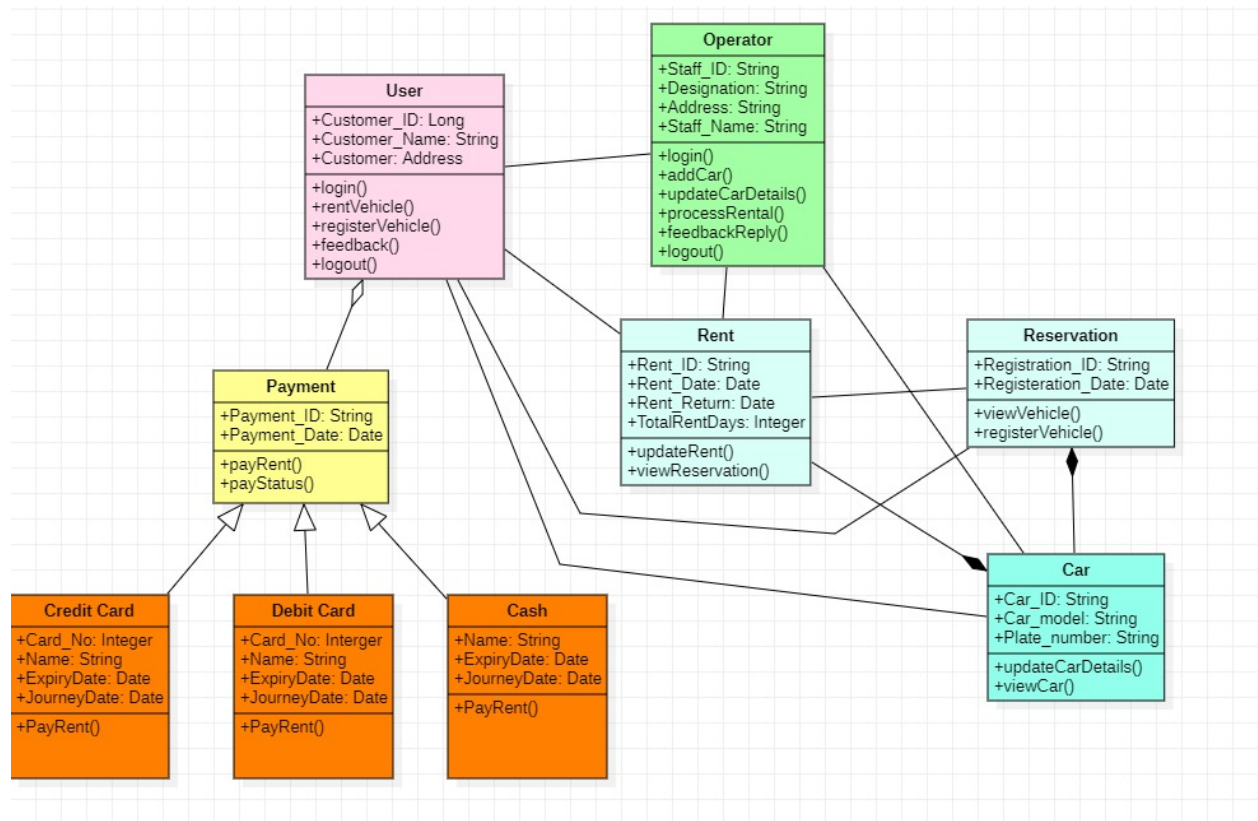 Operator
+Staff_ID: String
+Designation: String
+Address: String
+Staff_Name: String
+login()
+addCar()
+updateCarDetails()
+processRental()
+feedbackReply()
+logout()
User
+Customer_ID: Long
+Customer_Name: String
+Customer: Address
+login()
+rentVehicle()
+registerVehicle()
+feedback()
+logout()
Rent
+Rent_ID: String
+Rent_Date: Date
+Rent_Return: Date
+TotalRentDays: Integer
+updateRent()
+viewReservation()
Reservation
+Registration_ID: String
+Registeration_Date: Date
+viewVehicle()
+registerVehicle()
Payment
+Payment_ID: String
+Payment_Date: Date
+payRent()
+payStatus()
Car
+Car_ID: String
+Car_model: String
+Plate_number: String
+updateCarDetails()
+viewCar()
Credit Card
+Card_No: Integer
+Name: String
+ExpiryDate: Date
+JourneyDate: Date
+PayRent()
Debit Card
+Card_No: Interger
+Name: String
+ExpiryDate: Date
+JourneyDate: Date
+PayRent()
Cash
+Name: String
+ExpiryDate: Date
+JourneyDate: Date
+PayRent()